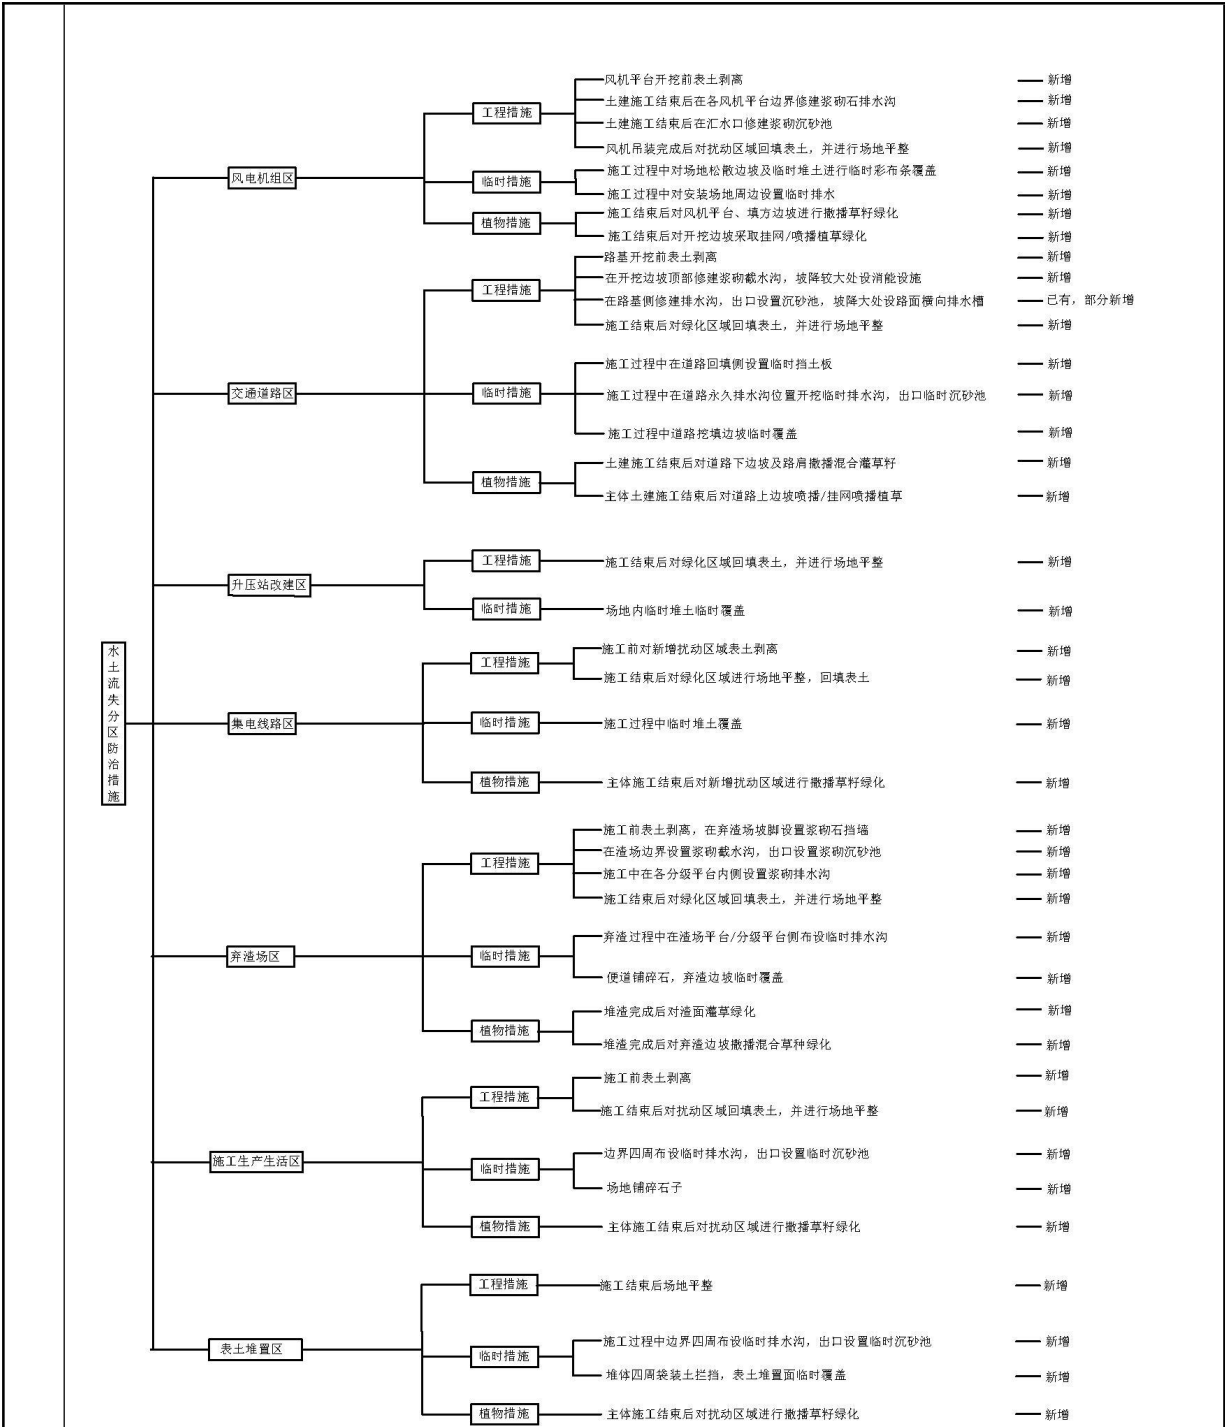 水土流失分区防治措施
风电机组区
工程措施
风机平台开挖前表土剥离 新增
土建施工结束后在各风机平台边界修建浆砌石排水沟 新增
土建施工结束后在汇水口修建浆砌沉砂池 新增
风机吊装完成后对扰动区域回填表土，并进行场地平整 新增
临时措施
施工过程中对场地松散边坡及临时堆土进行临时彩布条覆盖 新增
施工过程中对安装场地周边设置临时排水 新增
植物措施
施工结束后对风机平台、填方边坡进行撒播草籽绿化 新增
施工结束后对开挖边坡采取挂网/喷播植草绿化 新增
交通道路区
工程措施
路基开挖前表土剥离 新增
在开挖边坡顶部修建浆砌截水沟，坡降较大处设消能设施 新增
在路基侧修建排水沟，出口设置沉砂池，坡降大处设路面横向排水槽 已有，部分新增
施工结束后对绿化区域回填表土，并进行场地平整 新增
临时措施
施工过程中在道路回填侧设置临时挡土板 新增
施工过程中在道路永久排水沟位置开挖临时排水沟，出口临时沉砂池 新增
施工过程中道路挖填边坡临时覆盖 新增
植物措施
土建施工结束后对道路下边坡及路肩撒播混合灌草籽 新增
主体土建施工结束后对道路上边坡喷播/挂网喷播植草 新增
升压站改建区
工程措施
施工结束后对绿化区域回填表土，并进行场地平整 新增
临时措施
场地内临时堆土临时覆盖 新增
集电线路区
工程措施
施工前对新增扰动区域表土剥离 新增
施工结束后对绿化区域进行场地平整，回填表土 新增
临时措施
施工过程中临时堆土覆盖 新增
植物措施
主体施工结束后对新增扰动区域进行撒播草籽绿化 新增
弃渣场区
工程措施
施工前表土剥离，在弃渣场坡脚设置浆砌石挡墙 新增
在渣场边界设置浆砌截水沟，出口设置浆砌沉砂池 新增
施工中在各分级平台内侧设置浆砌排水沟 新增
施工结束后对绿化区域回填表土，并进行场地平整 新增
临时措施
弃渣过程中在渣场平台/分级平台侧布设临时排水沟 新增
便道铺碎石，弃渣边坡临时覆盖 新增
植物措施
堆渣完成后对渣面灌草绿化 新增
堆渣完成后对弃渣边坡撒播混合草种绿化 新增
施工生产生活区
工程措施
施工前表土剥离 新增
施工结束后对扰动区域回填表土，并进行场地平整 新增
临时措施
边界四周布设临时排水沟，出口设置临时沉砂池 新增
场地铺碎石子 新增
植物措施
主体施工结束后对扰动区域进行撒播草籽绿化 新增
表土堆置区
工程措施
施工结束后场地平整 新增
临时措施
施工过程中边界四周布设临时排水沟，出口设置临时沉砂池 新增
堆体四周袋装土拦挡，表土堆置面临时覆盖 新增
植物措施
主体施工结束后对扰动区域进行撒播草籽绿化 新增